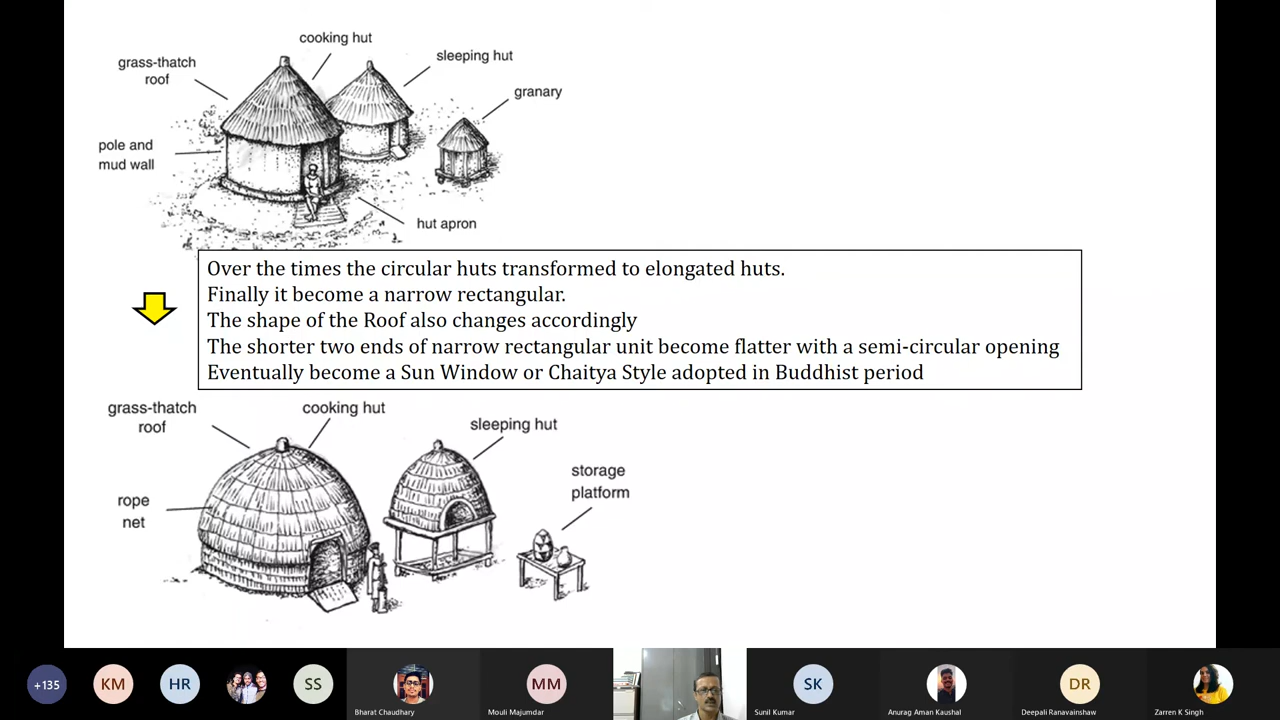 cooking hut
grass-thatch
roof
sleeping hut
granary
pole and
mud wall
hut apron
Over the times the circular huts transformed to elongated huts.
Finally it become a narrow rectangular.
The shape of the Roof also changes accordingly
The shorter two ends of narrow rectangular unit become flatter with a semi-circular opening
Eventually become a Sun Window or Chaitya Style adopted in Buddhist period
grass-thatch
roof
cooking hut
sleeping hut
storage
platform
rope
net
+135
KM
HR
SS
MM
SK
DR
Bharat Chaudhary
Mouli Majumdar
Sunil Kumar
Anurag Aman Kaushal
Deepali Ranavainshaw
Zarren K Singh